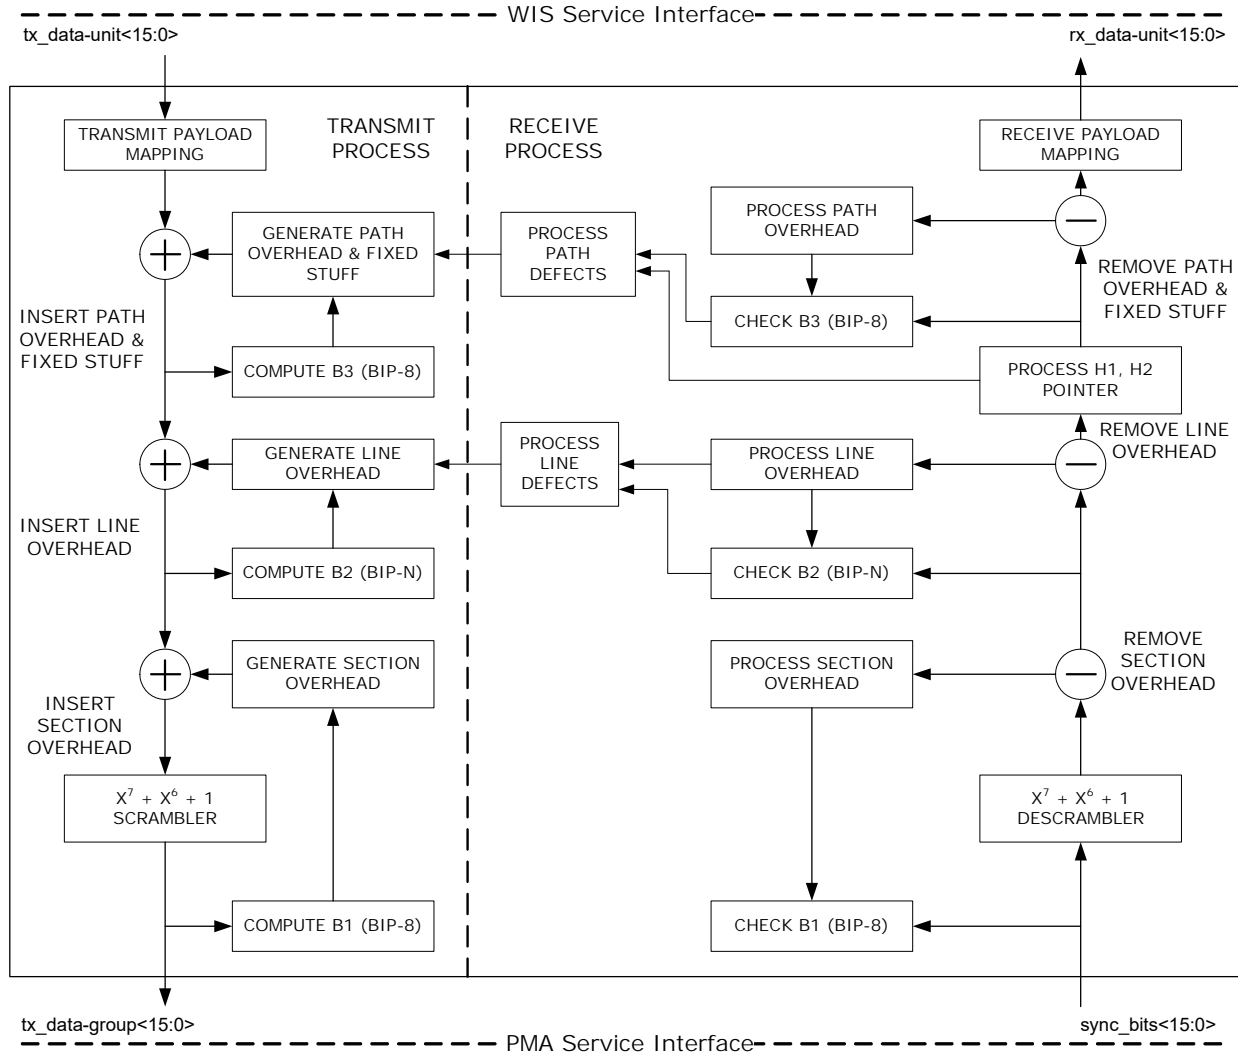 WIS Service Interface
tx_data-unit<15:0>
rx_data-unit<15:0>
TRANSMIT PAYLOAD
MAPPING
TRANSMIT
PROCESS
RECEIVE
PROCESS
RECEIVE PAYLOAD
MAPPING
GENERATE PATH
OVERHEAD & FIXED
STUFF
PROCESS
PATH
DEFECTS
PROCESS PATH
OVERHEAD
REMOVE PATH
OVERHEAD &
FIXED STUFF
INSERT PATH
OVERHEAD &
FIXED STUFF
COMPUTE B3 (BIP-8)
CHECK B3 (BIP-8)
PROCESS H1, H2
POINTER
GENERATE LINE
OVERHEAD
PROCESS
LINE
DEFECTS
PROCESS LINE
OVERHEAD
REMOVE LINE
OVERHEAD
INSERT LINE
OVERHEAD
COMPUTE B2 (BIP-N)
CHECK B2 (BIP-N)
GENERATE SECTION
OVERHEAD
PROCESS SECTION
OVERHEAD
REMOVE
SECTION
OVERHEAD
INSERT
SECTION
OVERHEAD
X⁷ + X⁶ + 1
SCRAMBLER
X⁷ + X⁶ + 1
DESCRAMBLER
COMPUTE B1 (BIP-8)
CHECK B1 (BIP-8)
tx_data-group<15:0>
sync_bits<15:0>
PMA Service Interface